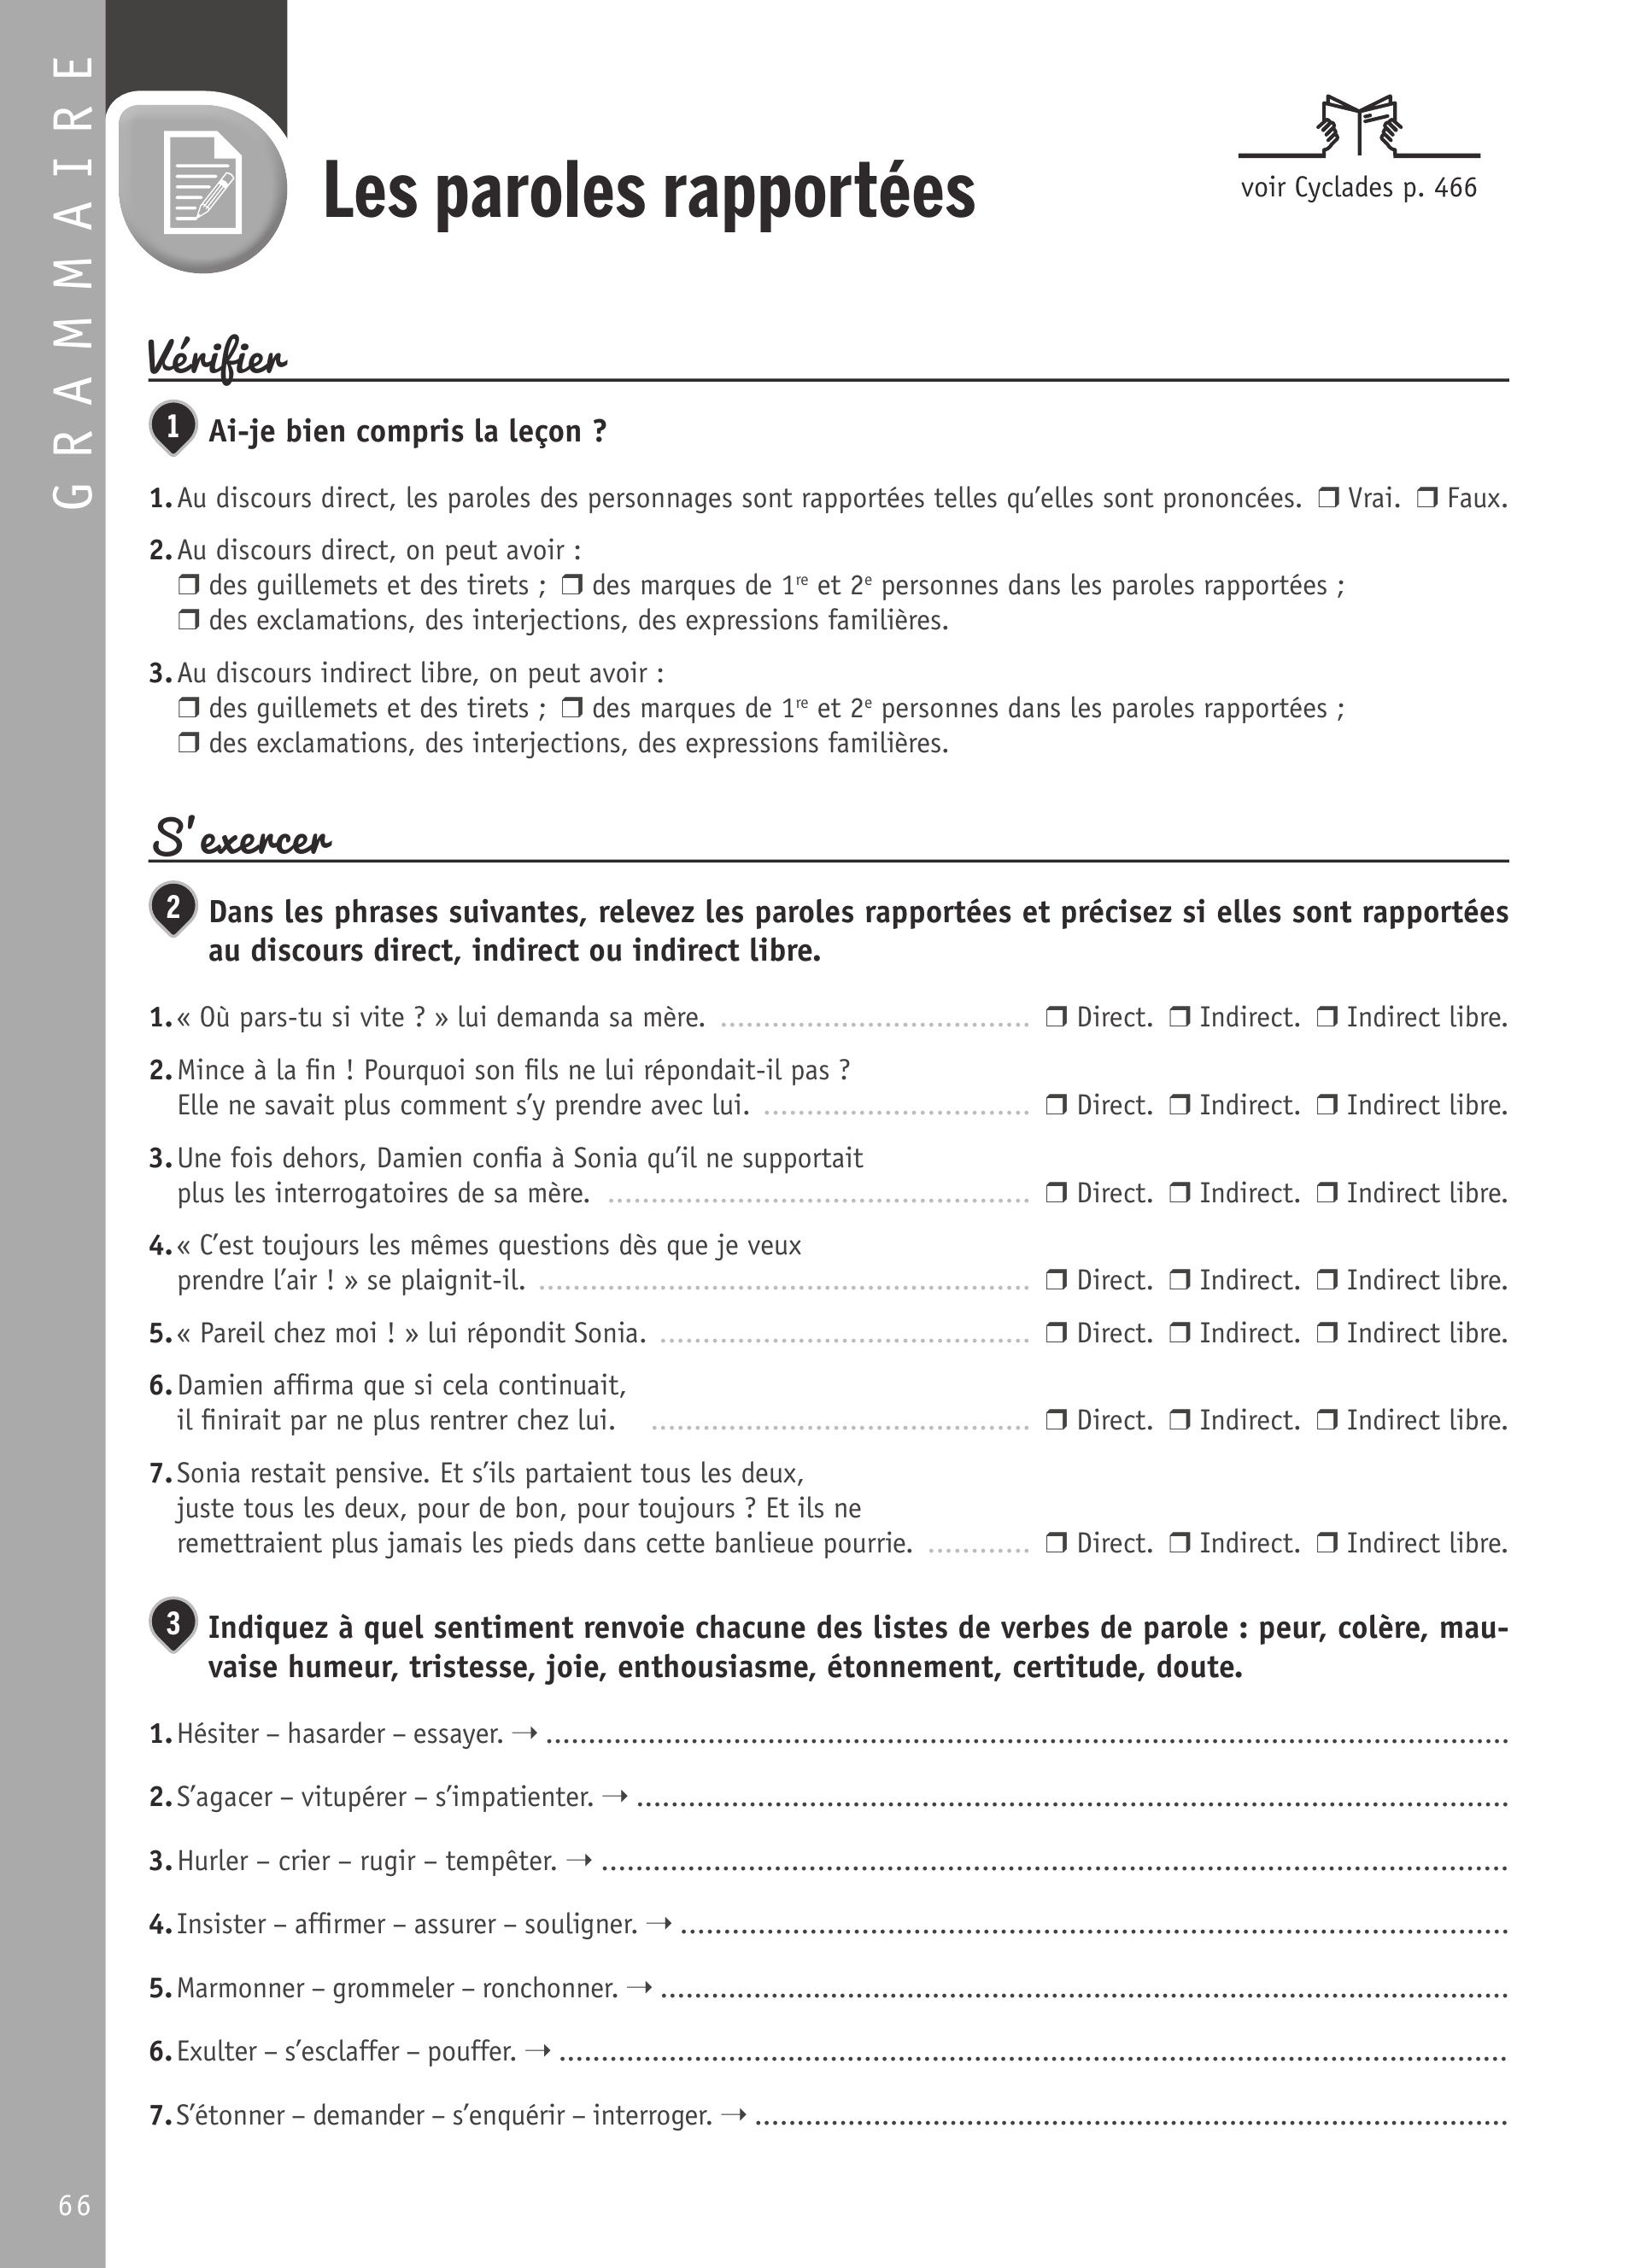 GRAMMAIRE
Les paroles rapportées
voir Cyclades p. 466
Vérifier
1 Ai-je bien compris la leçon ?
1. Au discours direct, les paroles des personnages sont rapportées telles qu’elles sont prononcées. ❒ Vrai. ❒ Faux.
2. Au discours direct, on peut avoir :
❒ des guillemets et des tirets ; ❒ des marques de 1re et 2e personnes dans les paroles rapportées ;
❒ des exclamations, des interjections, des expressions familières.
3. Au discours indirect libre, on peut avoir :
❒ des guillemets et des tirets ; ❒ des marques de 1re et 2e personnes dans les paroles rapportées ;
❒ des exclamations, des interjections, des expressions familières.
S’exercer
2 Dans les phrases suivantes, relevez les paroles rapportées et précisez si elles sont rapportées
au discours direct, indirect ou indirect libre.
1. « Où pars-tu si vite ? » lui demanda sa mère. .................................... ❒ Direct. ❒ Indirect. ❒ Indirect libre.
2. Mince à la fin ! Pourquoi son fils ne lui répondait-il pas ?
Elle ne savait plus comment s’y prendre avec lui. ............................... ❒ Direct. ❒ Indirect. ❒ Indirect libre.
3. Une fois dehors, Damien confia à Sonia qu’il ne supportait
plus les interrogatoires de sa mère. ................................................. ❒ Direct. ❒ Indirect. ❒ Indirect libre.
4. « C’est toujours les mêmes questions dès que je veux
prendre l’air ! » se plaignit-il. ......................................................... ❒ Direct. ❒ Indirect. ❒ Indirect libre.
5. « Pareil chez moi ! » lui répondit Sonia. ........................................... ❒ Direct. ❒ Indirect. ❒ Indirect libre.
6. Damien affirma que si cela continuait,
il finirait par ne plus rentrer chez lui. ............................................ ❒ Direct. ❒ Indirect. ❒ Indirect libre.
7. Sonia restait pensive. Et s’ils partaient tous les deux,
juste tous les deux, pour de bon, pour toujours ? Et ils ne
remettraient plus jamais les pieds dans cette banlieue pourrie. ............ ❒ Direct. ❒ Indirect. ❒ Indirect libre.
3 Indiquez à quel sentiment renvoie chacune des listes de verbes de parole : peur, colère, mau-
vaise humeur, tristesse, joie, enthousiasme, étonnement, certitude, doute.
1. Hésiter – hasarder – essayer. → ................................................................................
2. S’agacer – vitupérer – s’impatienter. → ................................................................................
3. Hurler – crier – rugir – tempêter. → ................................................................................
4. Insister – affirmer – assurer – souligner. → ................................................................................
5. Marmonner – grommeler – ronchonner. → ................................................................................
6. Exulter – s’esclaffer – pouffer. → ................................................................................
7. S’étonner – demander – s’enquérir – interroger. → ................................................................................
66